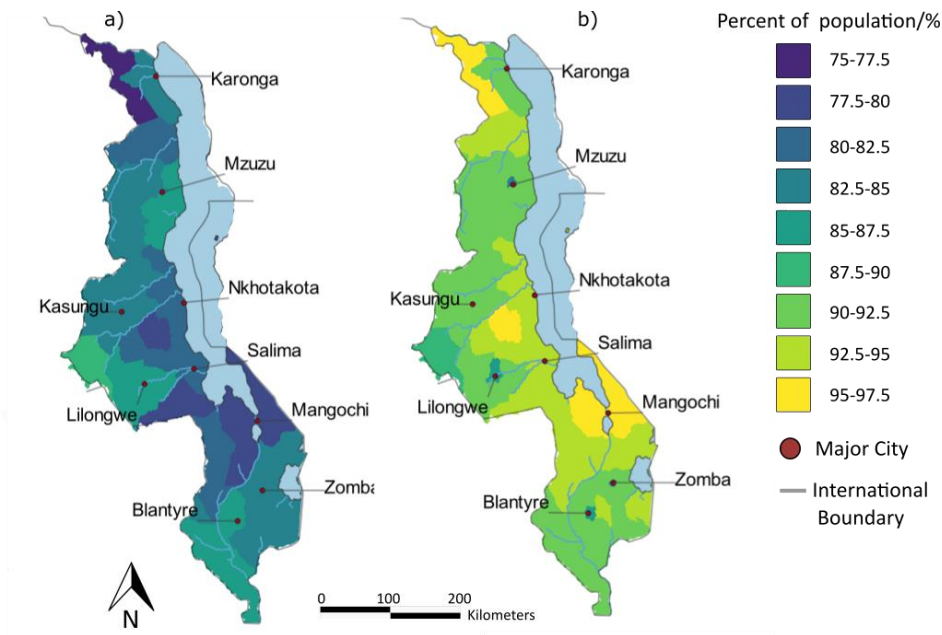 a)
b)
Percent of population/%
75-77.5
77.5-80
80-82.5
82.5-85
85-87.5
87.5-90
90-92.5
92.5-95
95-97.5
Major City
International
Boundary
Karonga
Mzuzu
Nkhotakota
Kasungu
Salima
Lilongwe
Mangochi
Zomba
Blantyre
N
Karonga
Mzuzu
Nkhotakota
Kasungu
Salima
Lilongwe
Mangochi
Zomba
Blantyre
0 100 200
Kilometers